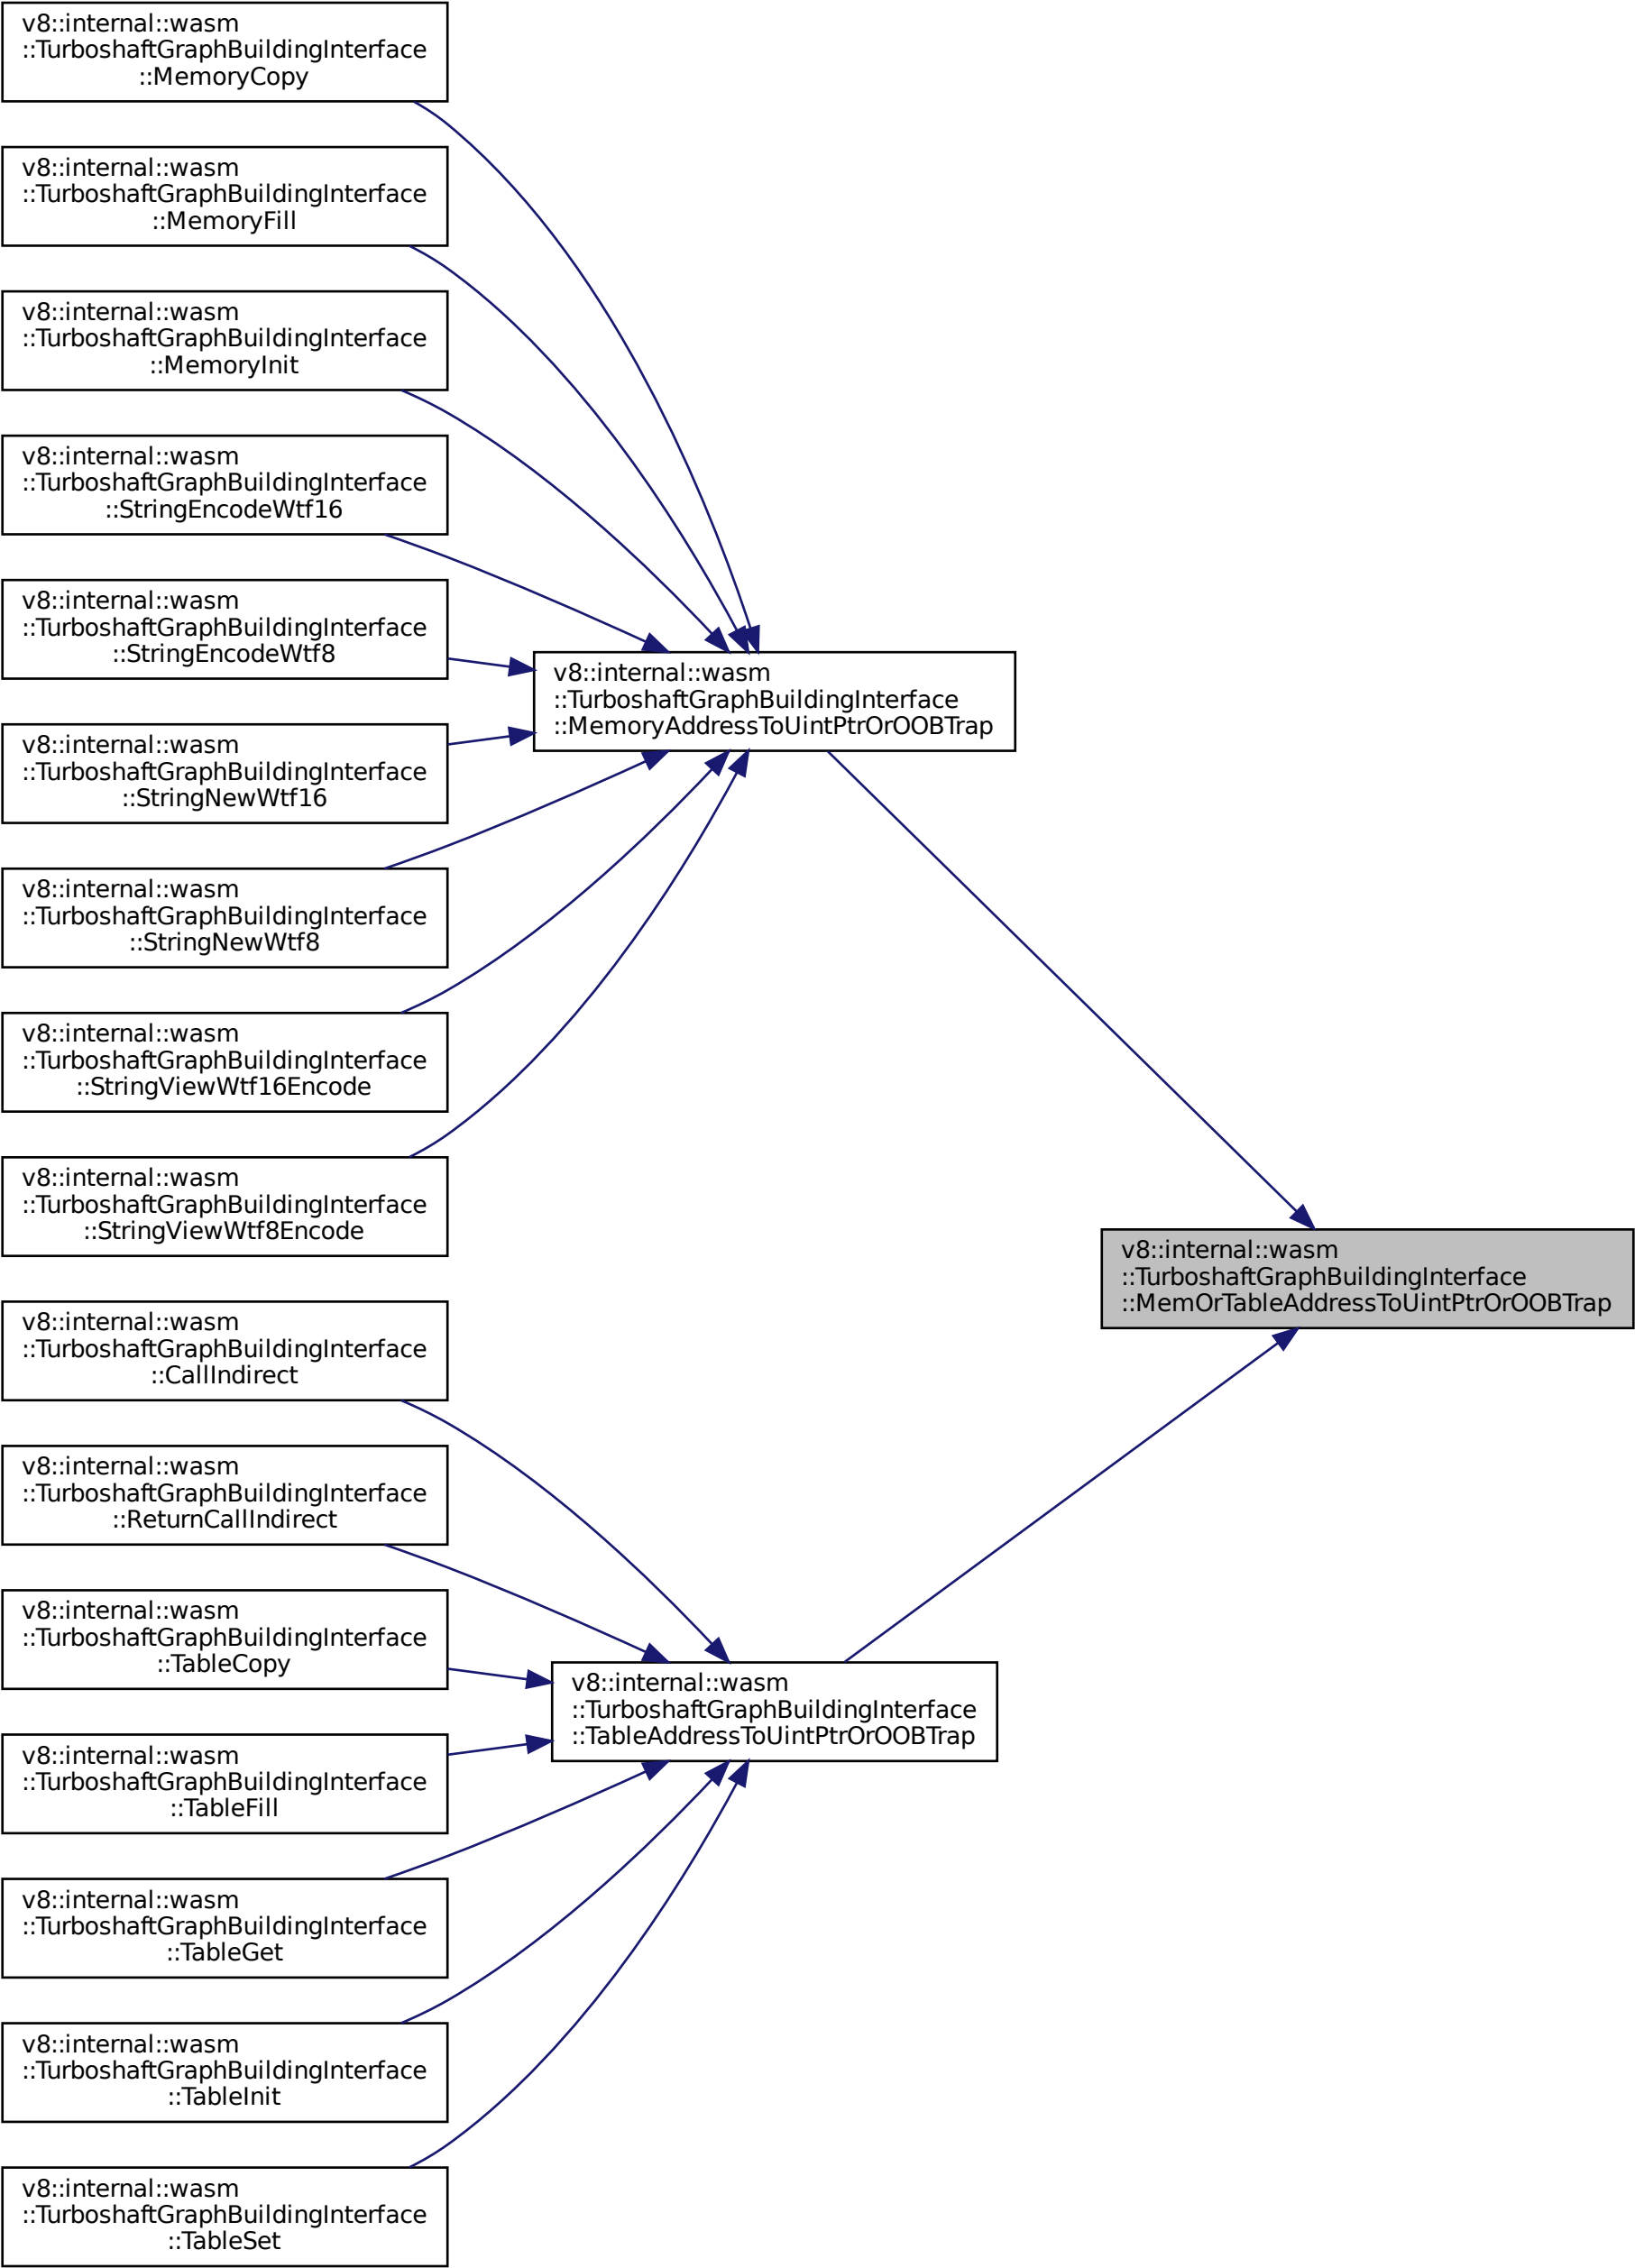 v8::internal::wasm
::TurboshaftGraphBuildingInterface
::MemoryCopy
v8::internal::wasm
::TurboshaftGraphBuildingInterface
::MemoryFill
v8::internal::wasm
::TurboshaftGraphBuildingInterface
::MemoryInit
v8::internal::wasm
::TurboshaftGraphBuildingInterface
::StringEncodeWtf16
v8::internal::wasm
::TurboshaftGraphBuildingInterface
::StringEncodeWtf8
v8::internal::wasm
::TurboshaftGraphBuildingInterface
::StringNewWtf16
v8::internal::wasm
::TurboshaftGraphBuildingInterface
::StringNewWtf8
v8::internal::wasm
::TurboshaftGraphBuildingInterface
::StringViewWtf16Encode
v8::internal::wasm
::TurboshaftGraphBuildingInterface
::StringViewWtf8Encode
v8::internal::wasm
::TurboshaftGraphBuildingInterface
::CallIndirect
v8::internal::wasm
::TurboshaftGraphBuildingInterface
::ReturnCallIndirect
v8::internal::wasm
::TurboshaftGraphBuildingInterface
::TableCopy
v8::internal::wasm
::TurboshaftGraphBuildingInterface
::TableFill
v8::internal::wasm
::TurboshaftGraphBuildingInterface
::TableGet
v8::internal::wasm
::TurboshaftGraphBuildingInterface
::TableInit
v8::internal::wasm
::TurboshaftGraphBuildingInterface
::TableSet
v8::internal::wasm
::TurboshaftGraphBuildingInterface
::MemoryAddressToUintPtrOrOOBTrap
v8::internal::wasm
::TurboshaftGraphBuildingInterface
::TableAddressToUintPtrOrOOBTrap
v8::internal::wasm
::TurboshaftGraphBuildingInterface
::MemOrTableAddressToUintPtrOrOOBTrap